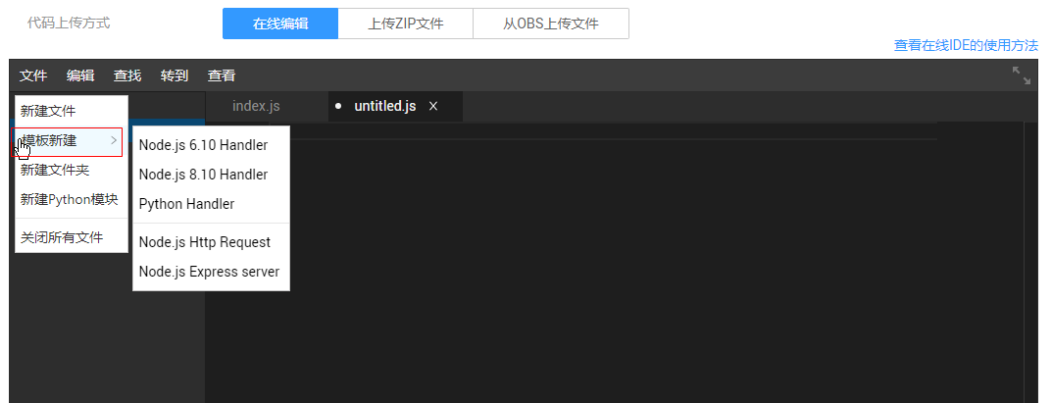 代码上传方式 在线编辑 上传ZIP文件 从OBS上传文件
查看在线IDE的使用方法
文件 编辑 查找 转到 查看
index.js ● untitled.js ×
新建文件
模板新建 >
新建文件夹
新建Python模块
关闭所有文件
Node.js 6.10 Handler
Node.js 8.10 Handler
Python Handler
Node.js Http Request
Node.js Express server